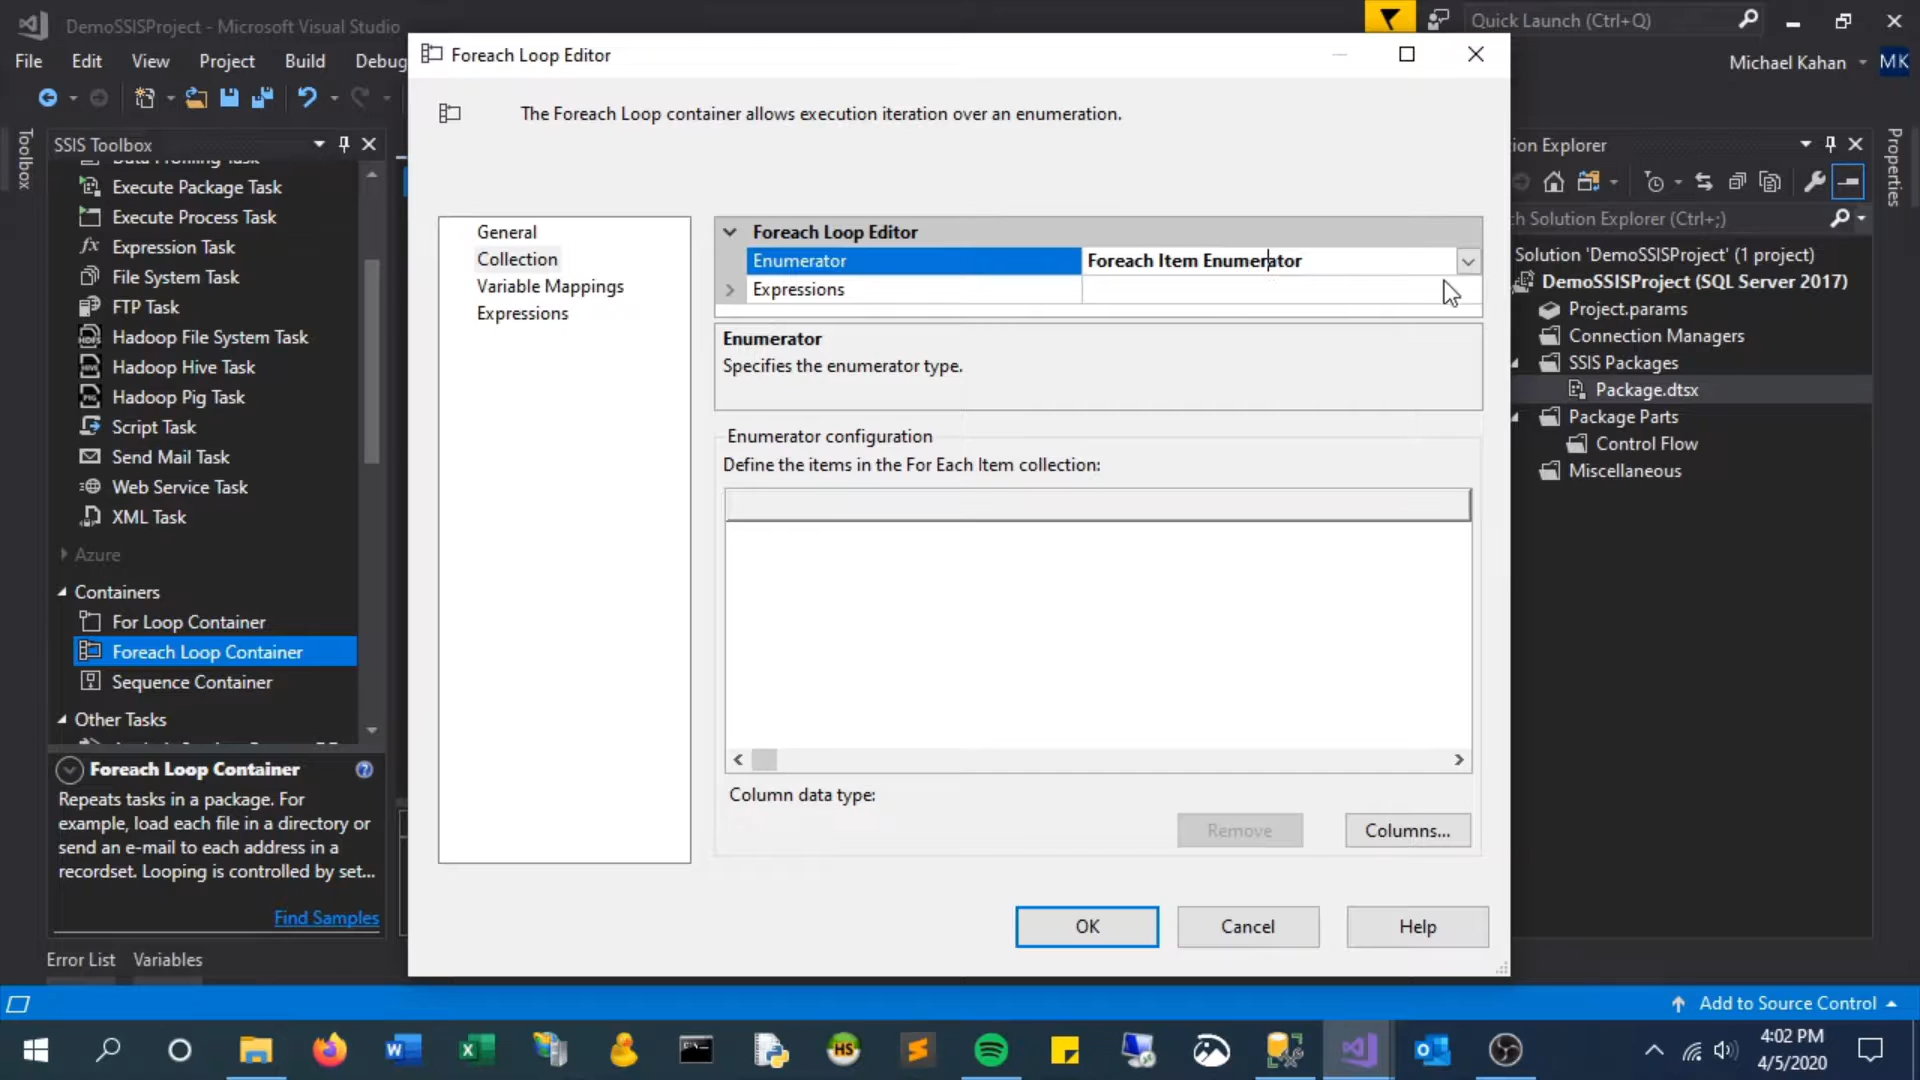 DemoSSISProject - Microsoft Visual Studio
Quick Launch (Ctrl+Q)
File Edit View Project Build Debug
Michael Kahan MK
Foreach Loop Editor
The Foreach Loop container allows execution iteration over an enumeration.
Toolbox
SSIS Toolbox
Data Profiling Task
Execute Package Task
Execute Process Task
Expression Task
File System Task
FTP Task
Hadoop File System Task
Hadoop Hive Task
Hadoop Pig Task
Script Task
Send Mail Task
Web Service Task
XML Task
Azure
Containers
For Loop Container
Foreach Loop Container
Sequence Container
Other Tasks
Foreach Loop Container
Repeats tasks in a package. For
example, load each file in a directory or
send an e-mail to each address in a
recordset. Looping is controlled by set...
Find Samples
Error List Variables
General
Collection
Variable Mappings
Expressions
Foreach Loop Editor
Enumerator Foreach Item Enumerator
Expressions
Enumerator
Specifies the enumerator type.
Enumerator configuration
Define the items in the For Each Item collection:
Column data type:
Remove Columns...
OK Cancel Help
ion Explorer
ch Solution Explorer (Ctrl+;)
Solution 'DemoSSISProject' (1 project)
DemoSSISProject (SQL Server 2017)
Project.params
Connection Managers
SSIS Packages
Package.dtsx
Package Parts
Control Flow
Miscellaneous
Properties
Add to Source Control
4:02 PM
4/5/2020